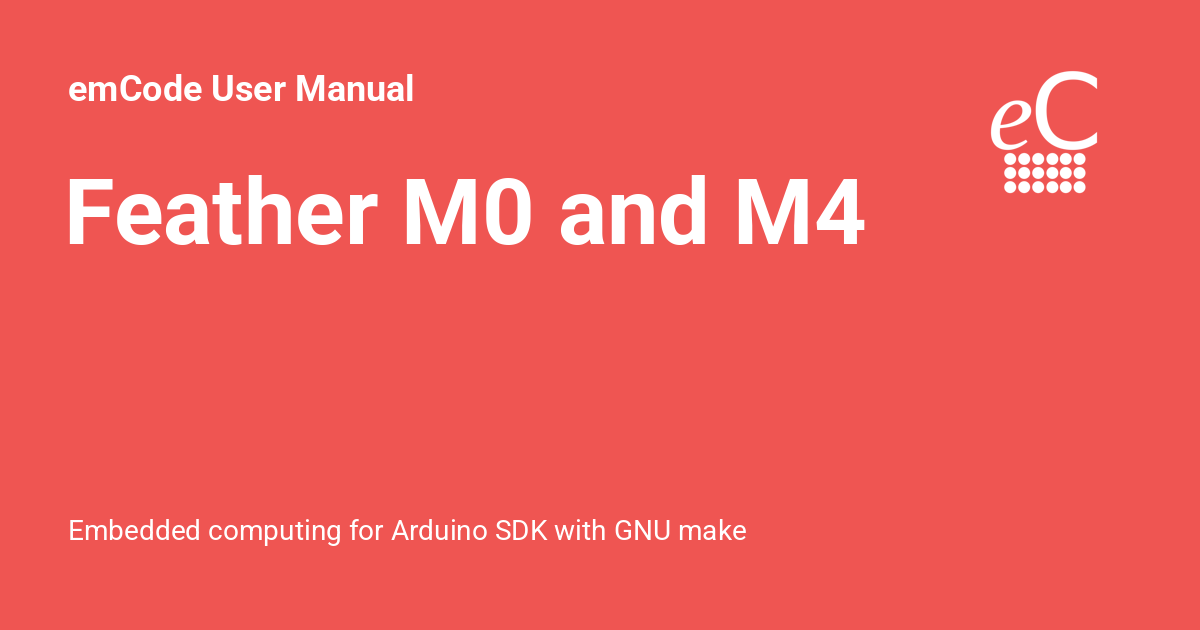 emCode User Manual
eC
Feather M0 and M4
Embedded computing for Arduino SDK with GNU make